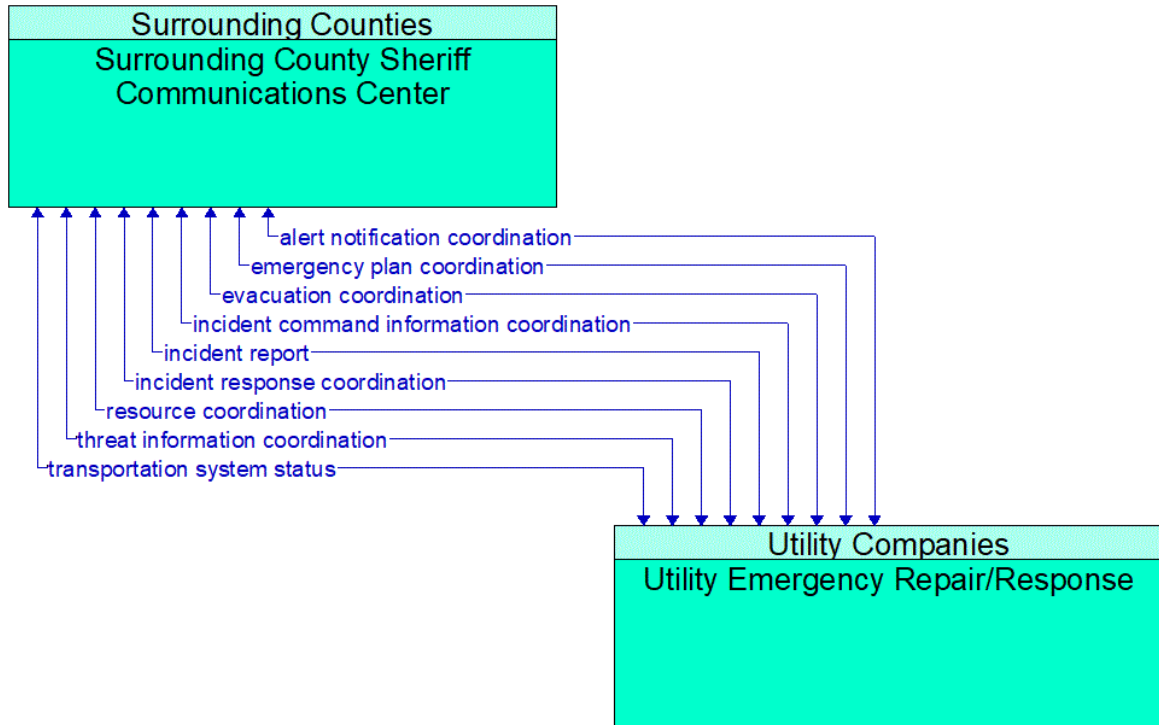 Surrounding Counties
Surrounding County Sheriff
Communications Center
alert notification coordination
emergency plan coordination
evacuation coordination
incident command information coordination
incident report
incident response coordination
resource coordination
threat information coordination
transportation system status
Utility Companies
Utility Emergency Repair/Response